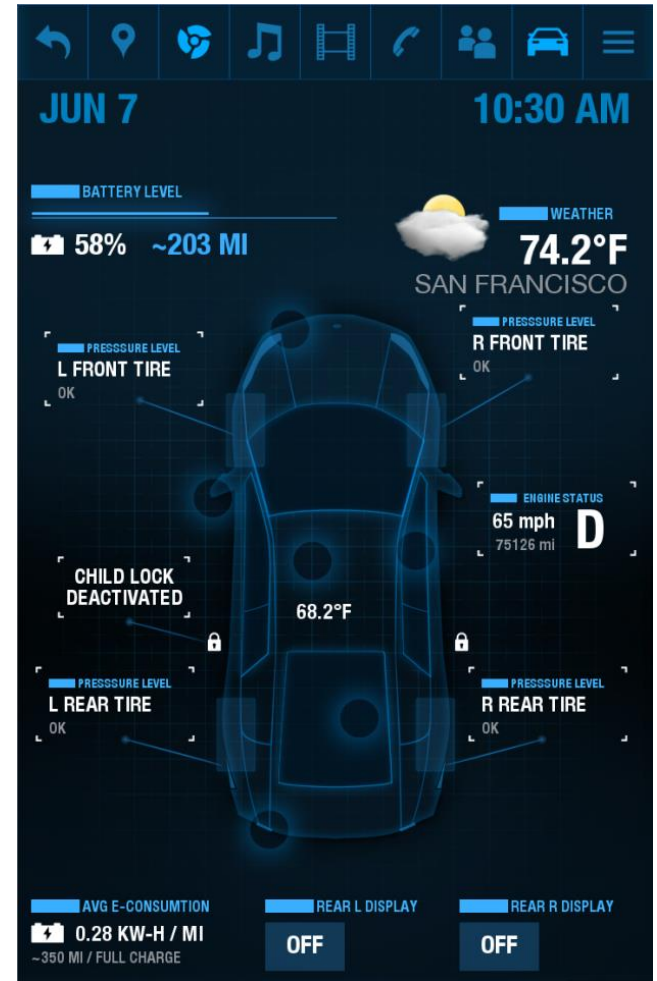 JUN 7
10:30 AM
BATTERY LEVEL
58% ~203 MI
WEATHER
74.2°F
SAN FRANCISCO
PRESSSURE LEVEL
L FRONT TIRE
OK
PRESSSURE LEVEL
R FRONT TIRE
OK
ENGINE STATUS
65 mph
75126 mi
D
CHILD LOCK
DEACTIVATED
68.2°F
PRESSSURE LEVEL
L REAR TIRE
OK
PRESSSURE LEVEL
R REAR TIRE
OK
AVG E-CONSUMTION
0.28 KW-H / MI
~350 MI / FULL CHARGE
REAR L DISPLAY
OFF
REAR R DISPLAY
OFF